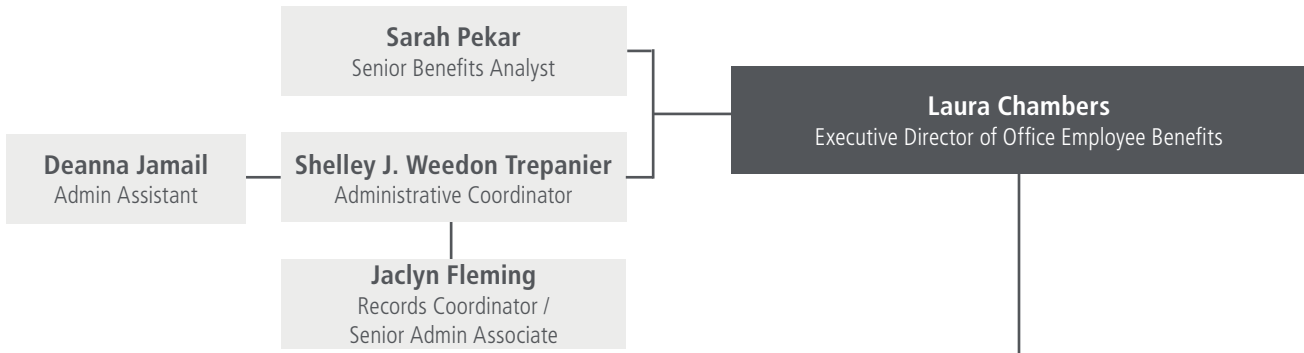 Sarah Pekar
Senior Benefits Analyst
Laura Chambers
Executive Director of Office Employee Benefits
Deanna Jamail
Admin Assistant
Shelley J. Weedon Trepanier
Administrative Coordinator
Jaclyn Fleming
Records Coordinator /
Senior Admin Associate